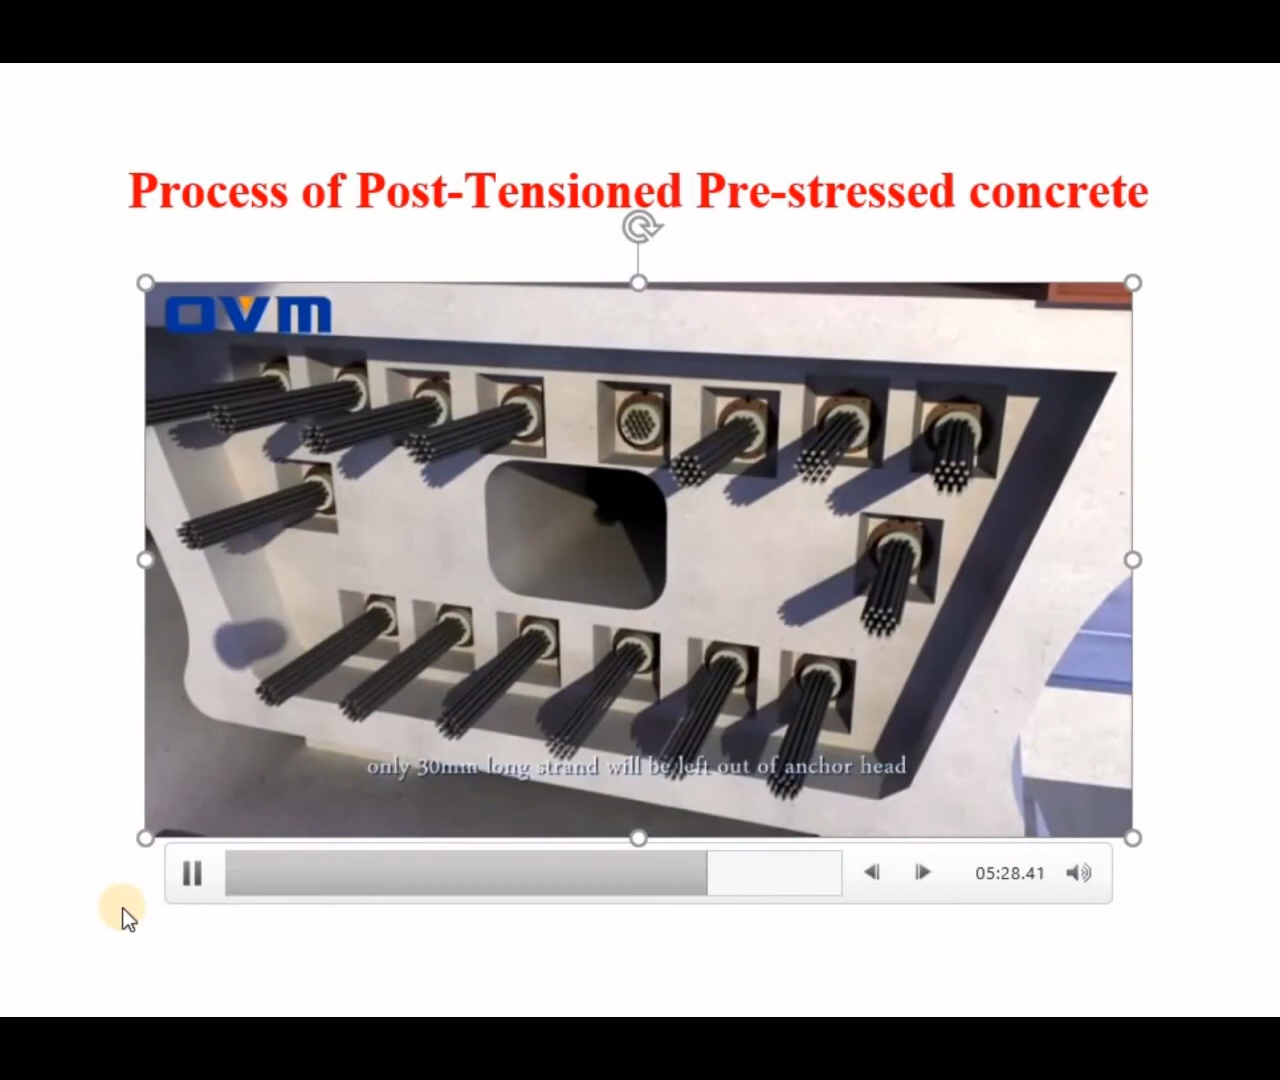 Process of Post-Tensioned Pre-stressed concrete
OVM
only 30mm long strand will be left out of anchor head
05:28.41